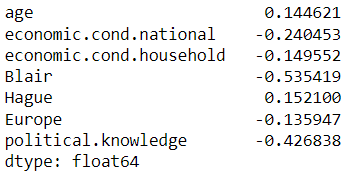 age 0.144621
economic.cond.national -0.240453
economic.cond.household -0.149552
Blair -0.535419
Hague 0.152100
Europe -0.135947
political.knowledge -0.426838
dtype: float64